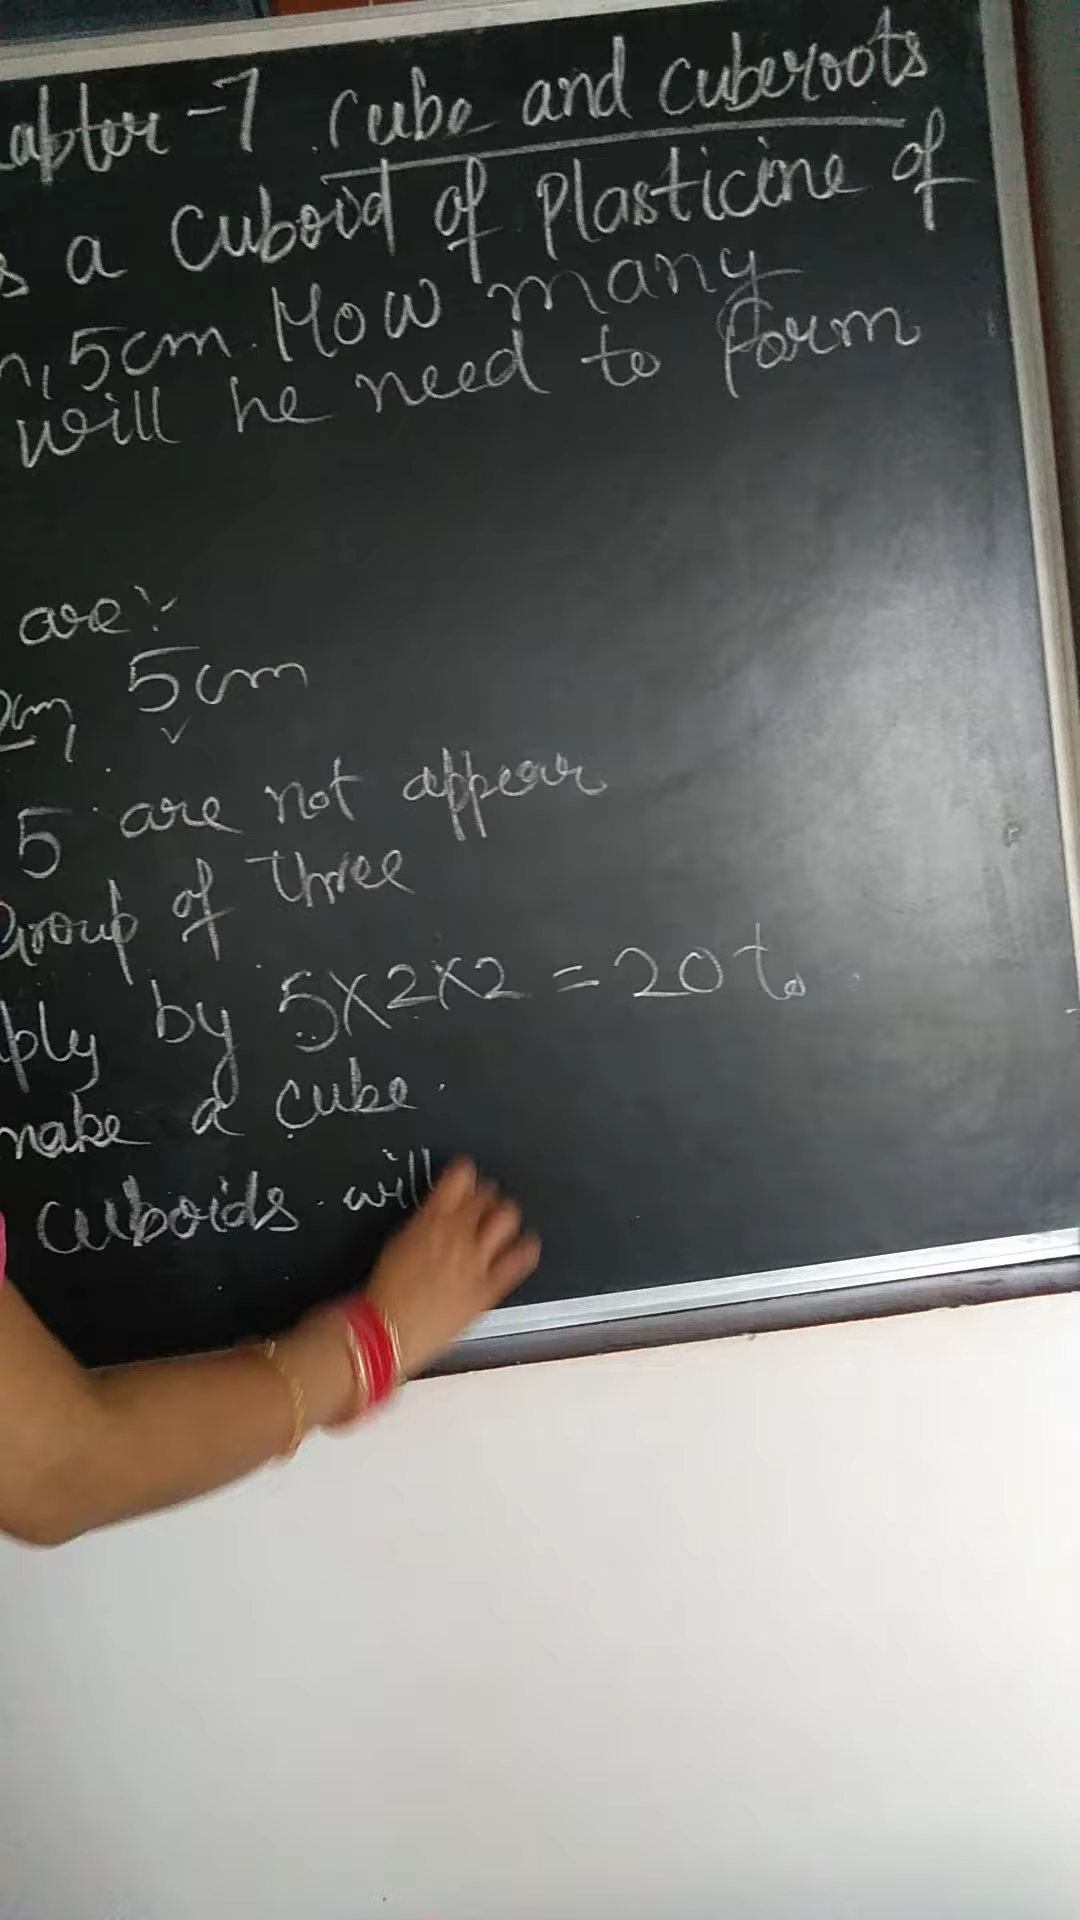 apter-7 Cube and Cuberoots
s a Cuboid of Plasticine of
m, 5cm. How many
will he need to form
are:-
cm, 5cm
5 are not appear
Group of three
ply by 5x2x2 = 20 to
make a cube.
cuboids will